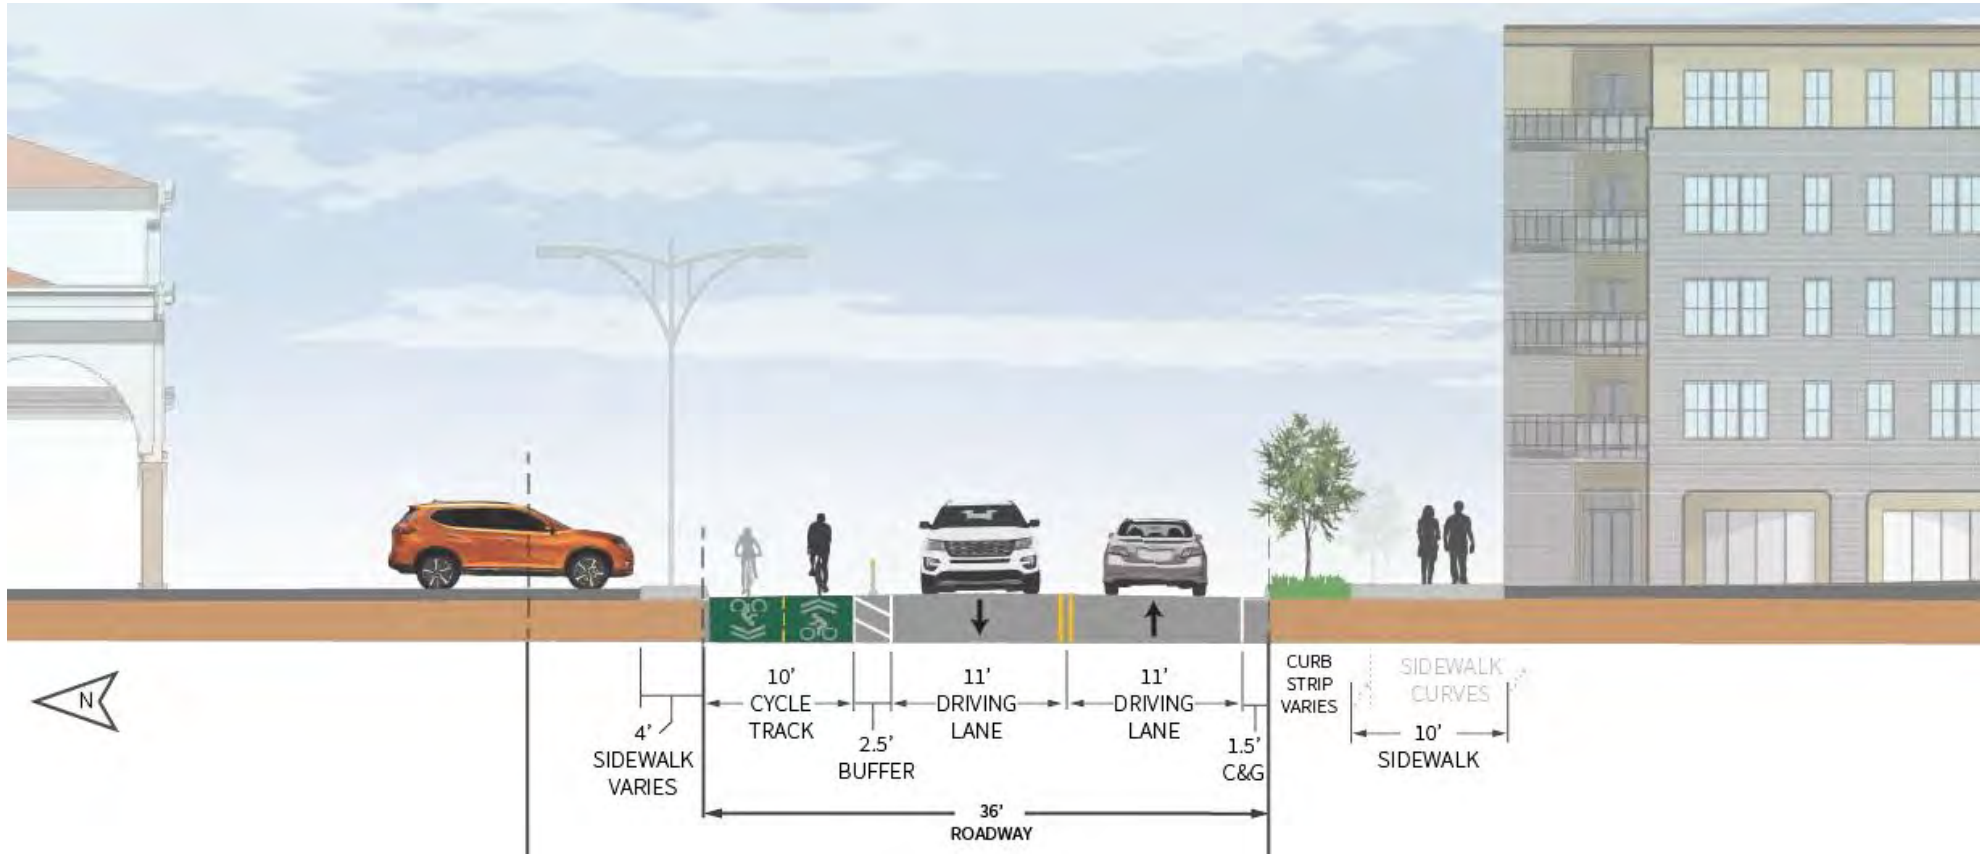 N
4’
SIDEWALK
VARIES
10’
CYCLE
TRACK
2.5’
BUFFER
11’
DRIVING
LANE
11’
DRIVING
LANE
1.5’
C&G
CURB
STRIP
VARIES
SIDEWALK
CURVES
10’
SIDEWALK
36’
ROADWAY